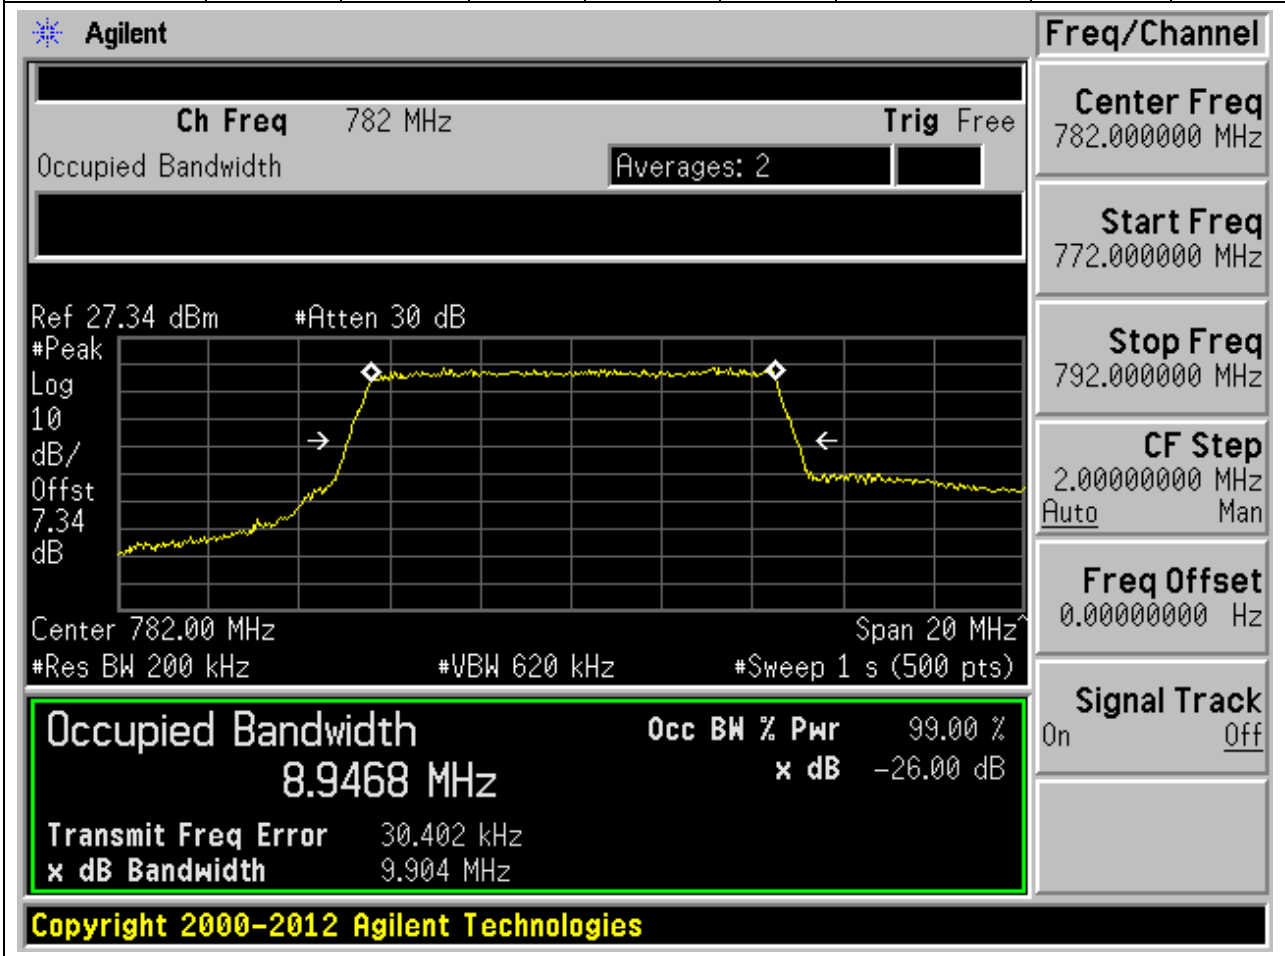 Agilent
Freq/Channel
Ch Freq 782 MHz Trig Free
Occupied Bandwidth Averages: 2
Ref 27.34 dBm #Atten 30 dB
#Peak
Log
10
dB/
Offst
7.34
dB
Center 782.00 MHz Span 20 MHz^
#Res BW 200 kHz #VBW 620 kHz #Sweep 1 s (500 pts)
Occupied Bandwidth
8.9468 MHz
Occ BW % Pwr 99.00 %
x dB -26.00 dB
Transmit Freq Error 30.402 kHz
x dB Bandwidth 9.904 MHz
Center Freq
782.000000 MHz
Start Freq
772.000000 MHz
Stop Freq
792.000000 MHz
CF Step
2.00000000 MHz
Auto Man
Freq Offset
0.00000000 Hz
Signal Track
On Off
Copyright 2000-2012 Agilent Technologies